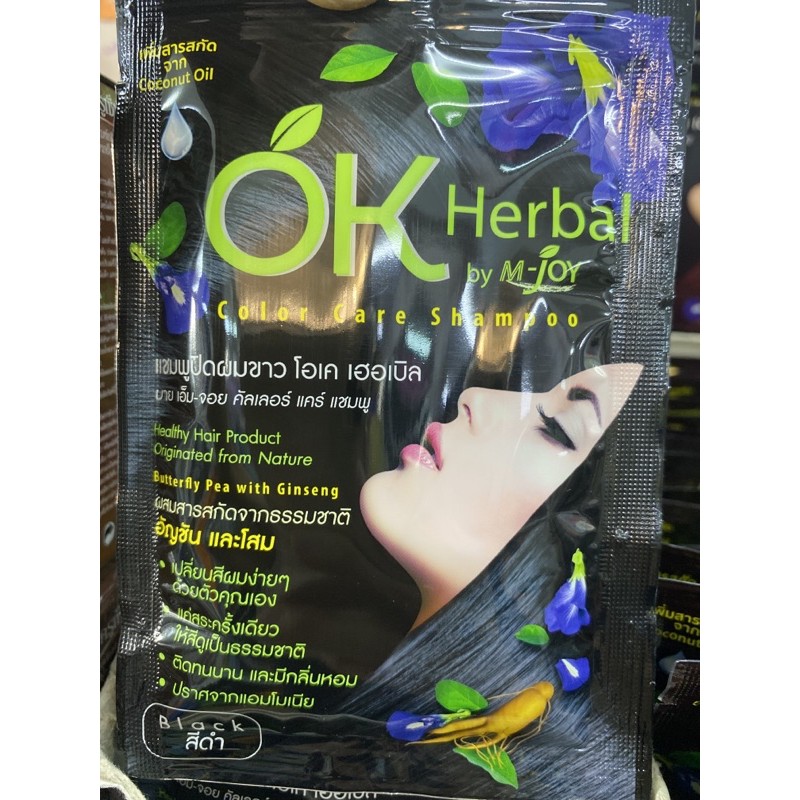 เพิ่มสารสกัด
จาก
Coconut Oil
OK Herbal
by M-JOY
Color Care Shampoo
แชมพูปิดผมขาว โอเค เฮอเบิล
บาย เอ็ม-จอย คัลเลอร์ แคร์ แชมพู
Healthy Hair Product
Originated from Nature
Butterfly Pea with Ginseng
ผสมสารสกัดจากธรรมชาติ
อัญชัน และโสม
• เปลี่ยนสีผมง่ายๆ
ด้วยตัวคุณเอง
• แค่สระครั้งเดียว
ให้สีดูเป็นธรรมชาติ
• ติดทนนาน และมีกลิ่นหอม
• ปราศจากแอมโมเนีย
Black
สีดำ
เพิ่มสาร
จาก